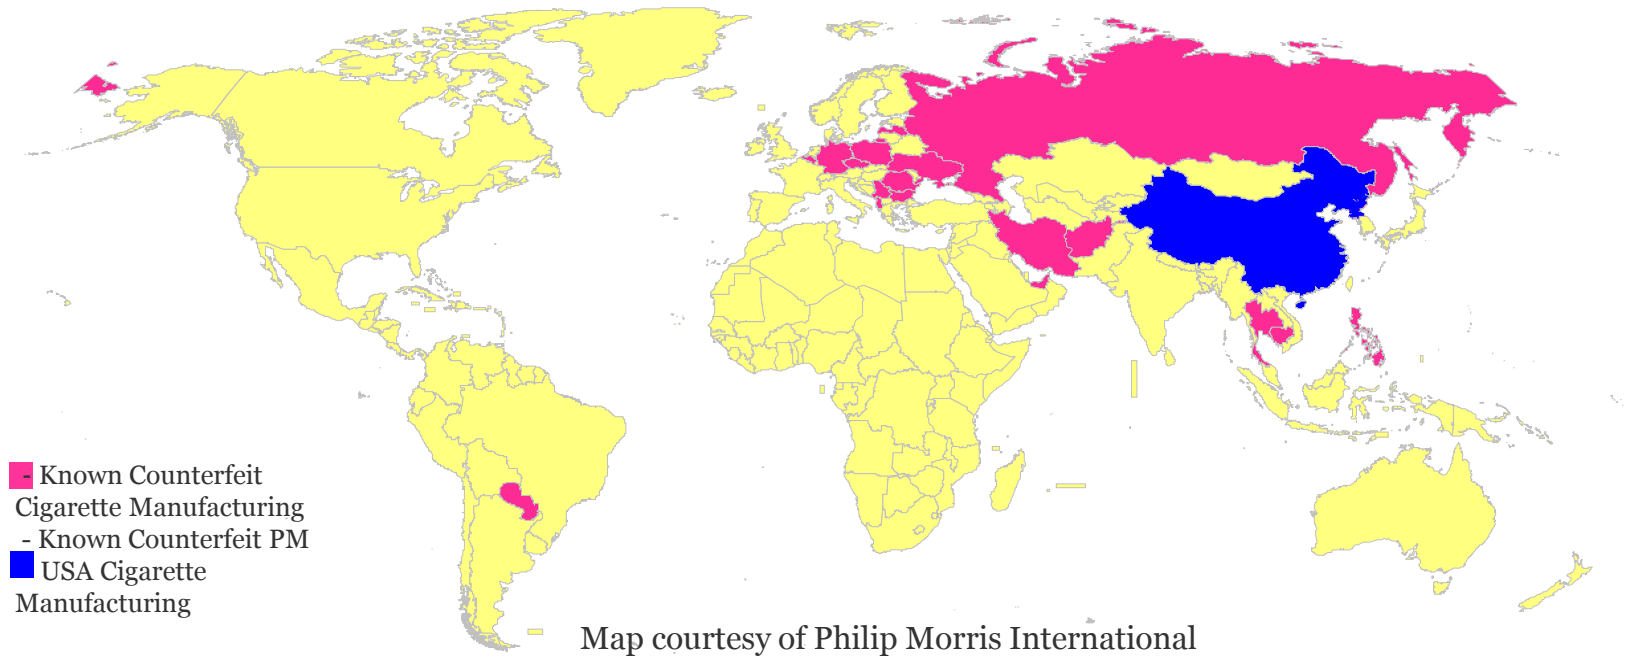 - Known Counterfeit
Cigarette Manufacturing
- Known Counterfeit PM
USA Cigarette
Manufacturing
Map courtesy of Philip Morris International